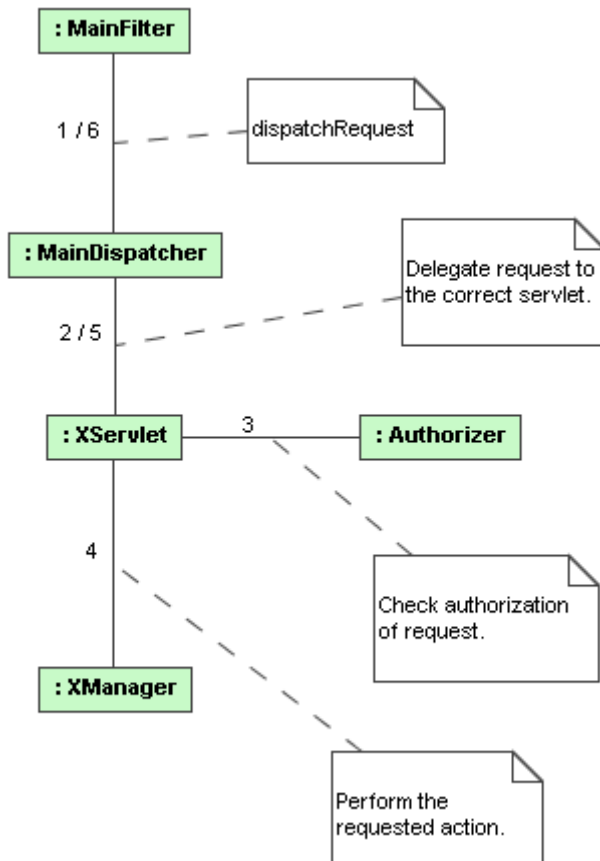 : MainFilter
1 / 6
dispatchRequest
: MainDispatcher
Delegate request to
the correct servlet.
2 / 5
: XServlet
3
: Authorizer
4
Check authorization
of request.
: XManager
Perform the
requested action.